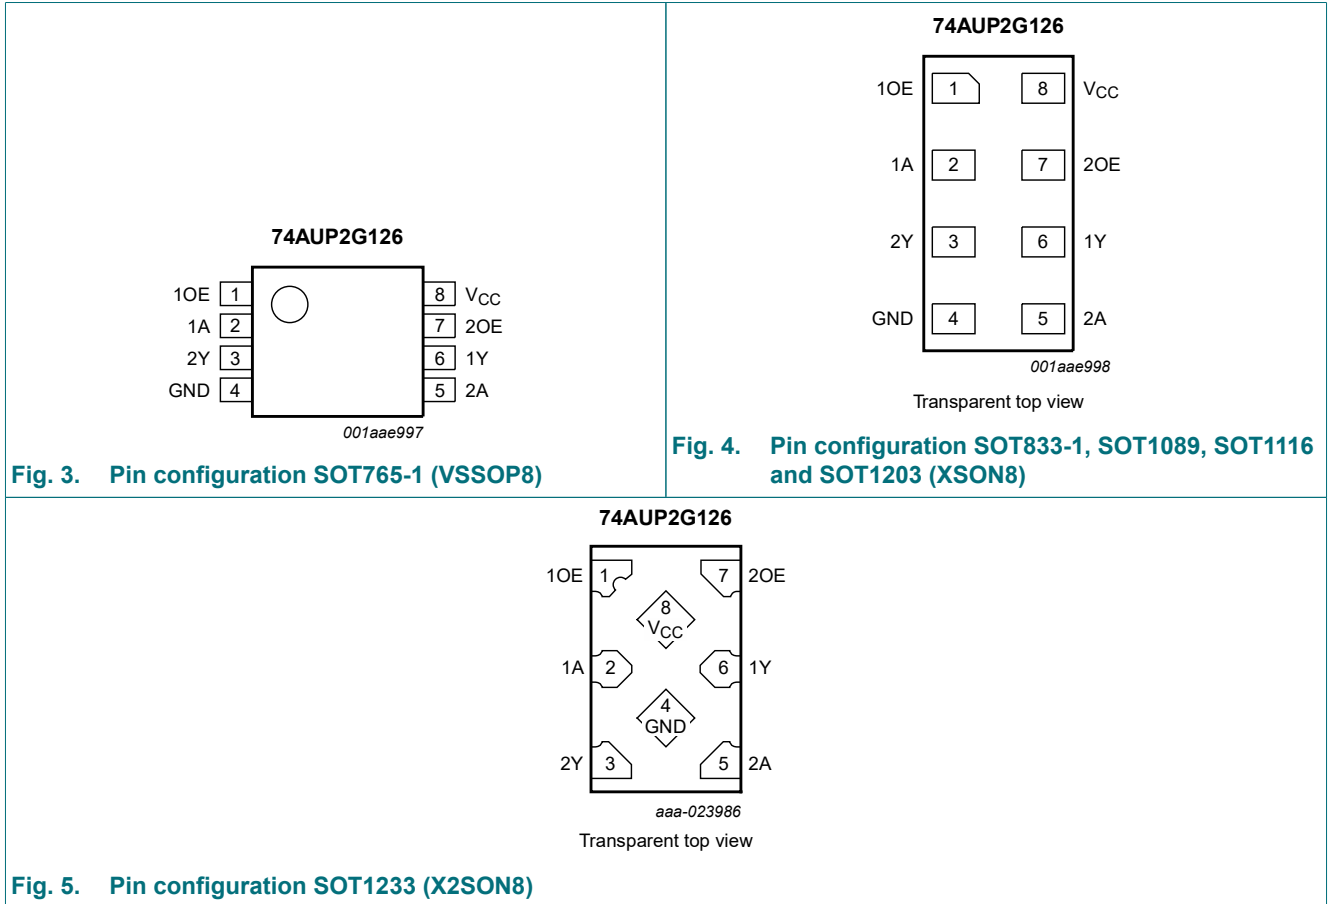 74AUP2G126
1OE 1 8 VCC
1A 2 7 2OE
2Y 3 6 1Y
GND 4 5 2A
001aae997
Fig. 3. Pin configuration SOT765-1 (VSSOP8)
74AUP2G126
1OE 1 8 VCC
1A 2 7 2OE
2Y 3 6 1Y
GND 4 5 2A
001aae998
Transparent top view
Fig. 4. Pin configuration SOT833-1, SOT1089, SOT1116
and SOT1203 (XSON8)
74AUP2G126
1OE 1 7 2OE
8
VCC
1A 2 6 1Y
4
GND
2Y 3 5 2A
aaa-023986
Transparent top view
Fig. 5. Pin configuration SOT1233 (X2SON8)